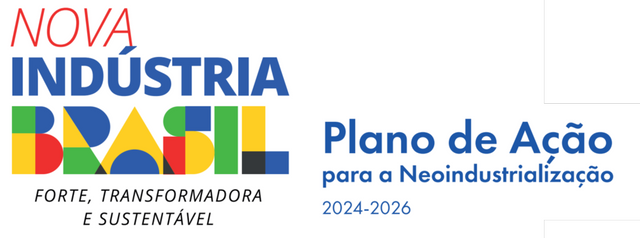 NOVA
INDÚSTRIA
BRASIL
FORTE, TRANSFORMADORA
E SUSTENTÁVEL
Plano de Ação
para a Neoindustrialização
2024-2026